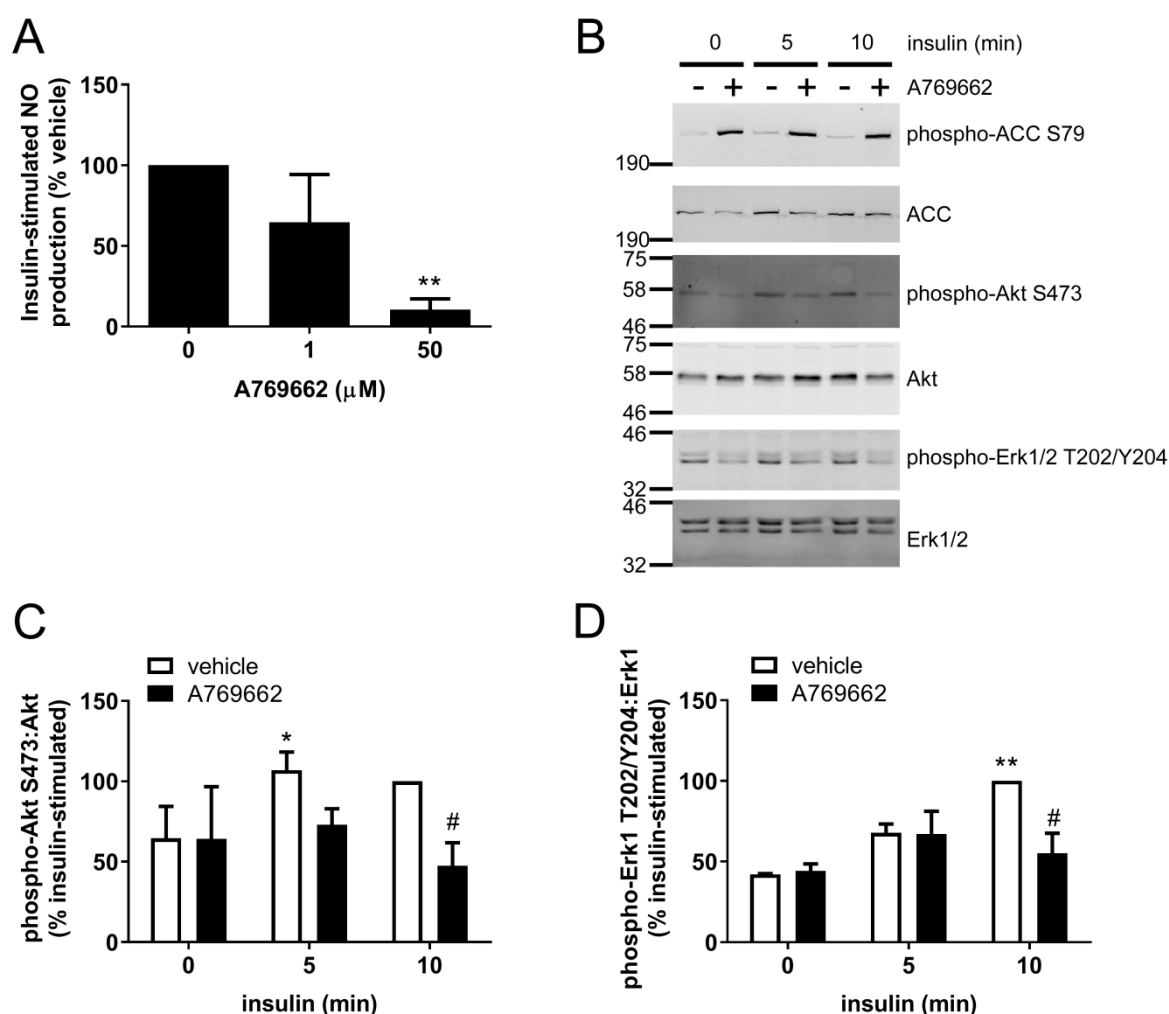 A
Insulin-stimulated NO
production (% vehicle)
150
100
50
0
**
0 1 50
A769662 (μM)
B
0 5 10 insulin (min)
- + - + - + A769662
phospho-ACC S79
190
ACC
190
75
58
phospho-Akt S473
46
75
58
Akt
46
46
phospho-Erk1/2 T202/Y204
32
46
Erk1/2
32
C
vehicle
A769662
phospho-Akt S473:Akt
(% insulin-stimulated)
150
100
50
0
*
#
0 5 10
insulin (min)
D
vehicle
A769662
phospho-Erk1 T202/Y204:Erk1
(% insulin-stimulated)
150
100
50
0
**
#
0 5 10
insulin (min)